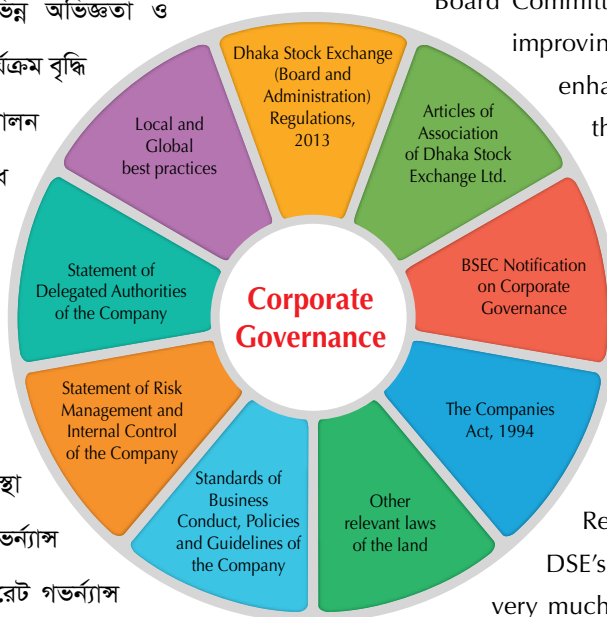 ভিন্ন অভিজ্ঞতা ও
র্যক্রম বৃদ্ধি
Board Committ
improvin
enha
th
Dhaka Stock Exchange
(Board and
Administration)
Regulations,
2013
Articles of
Association
of Dhaka Stock
Exchange Ltd.
BSEC Notification
on Corporate
Governance
The Companies
Act, 1994
Other
relevant laws
of the land
Standards of
Business
Conduct, Policies
and Guidelines of
the Company
Statement of Risk
Management and
Internal Control
of the Company
Statement of
Delegated Authorities
of the Company
Local and
Global
best practices
Corporate
Governance
স্থা
ভর্ন্যান্স
রেট গভর্ন্যান্স
Re
DSE's
very much